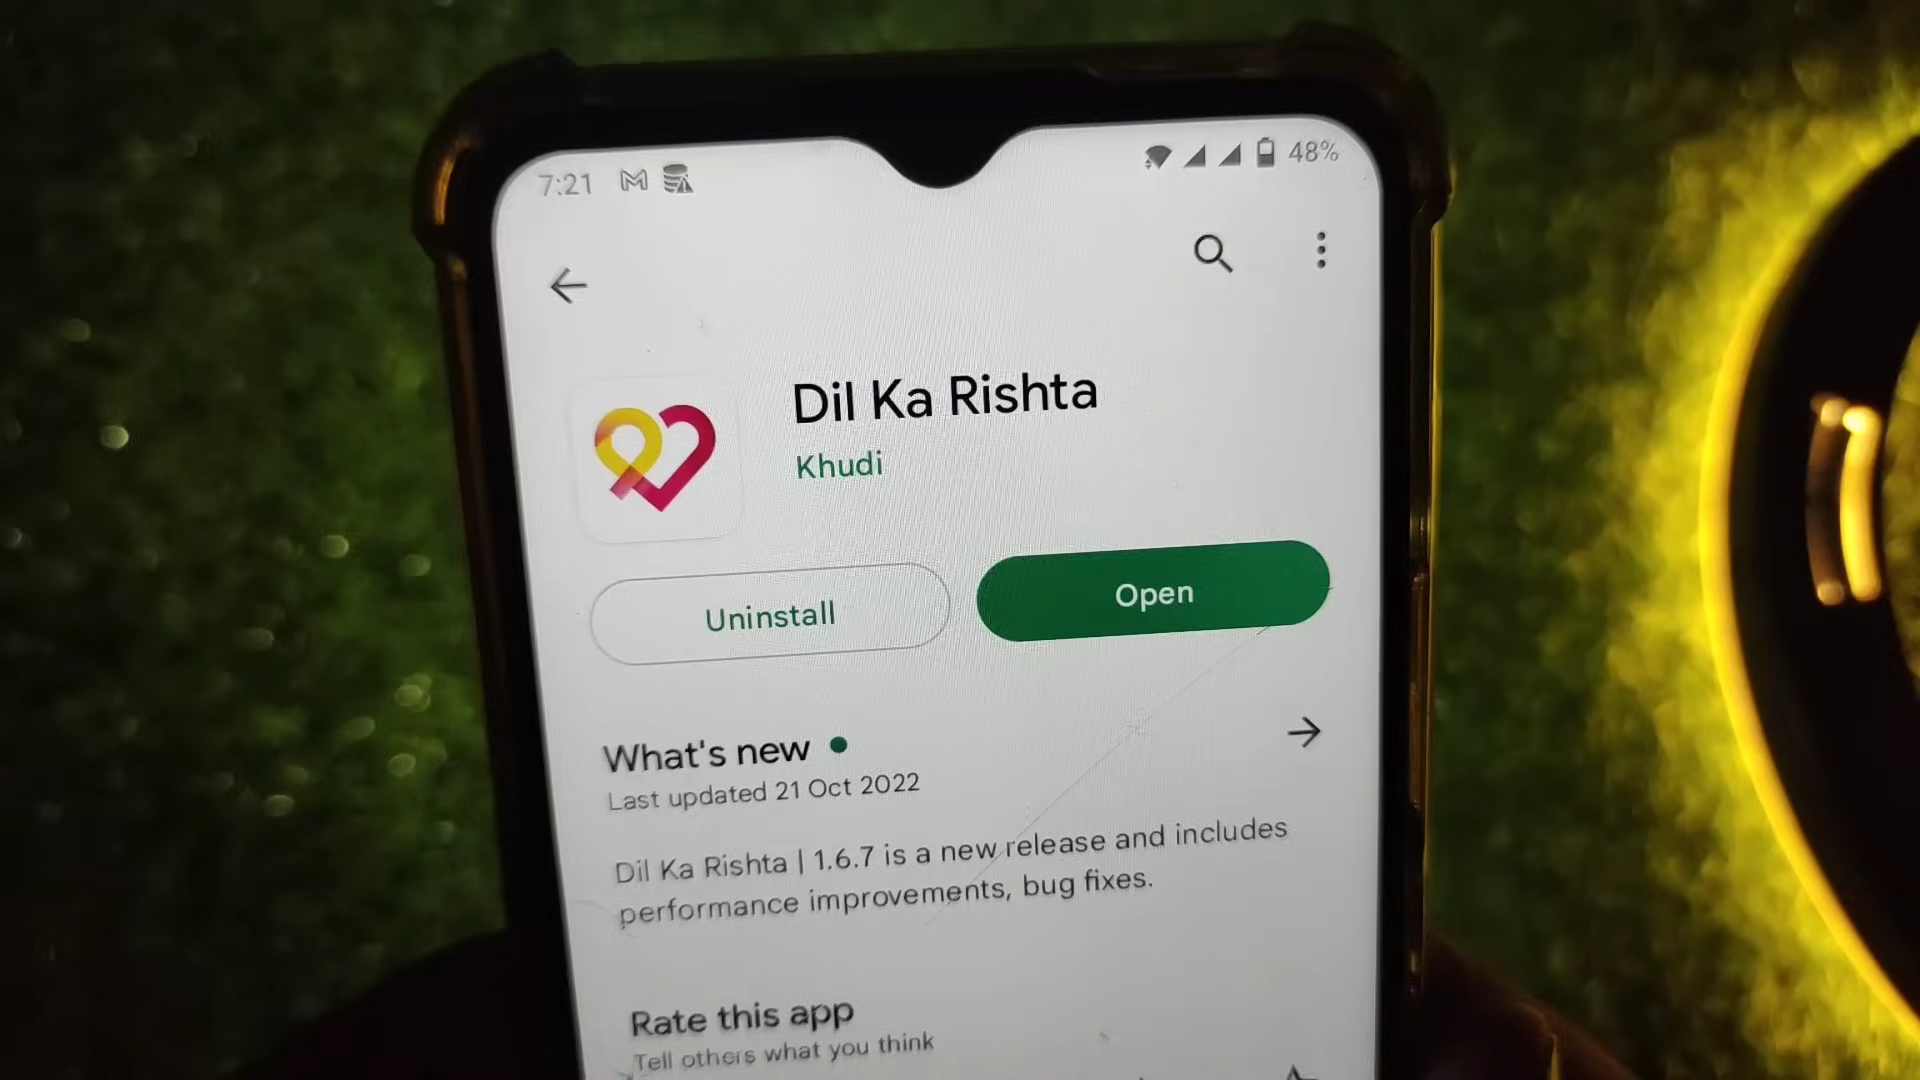 7:21
48%
Dil Ka Rishta
Khudi
Uninstall
Open
What's new
Last updated 21 Oct 2022
Dil Ka Rishta | 1.6.7 is a new release and includes
performance improvements, bug fixes.
Rate this app
Tell others what you think